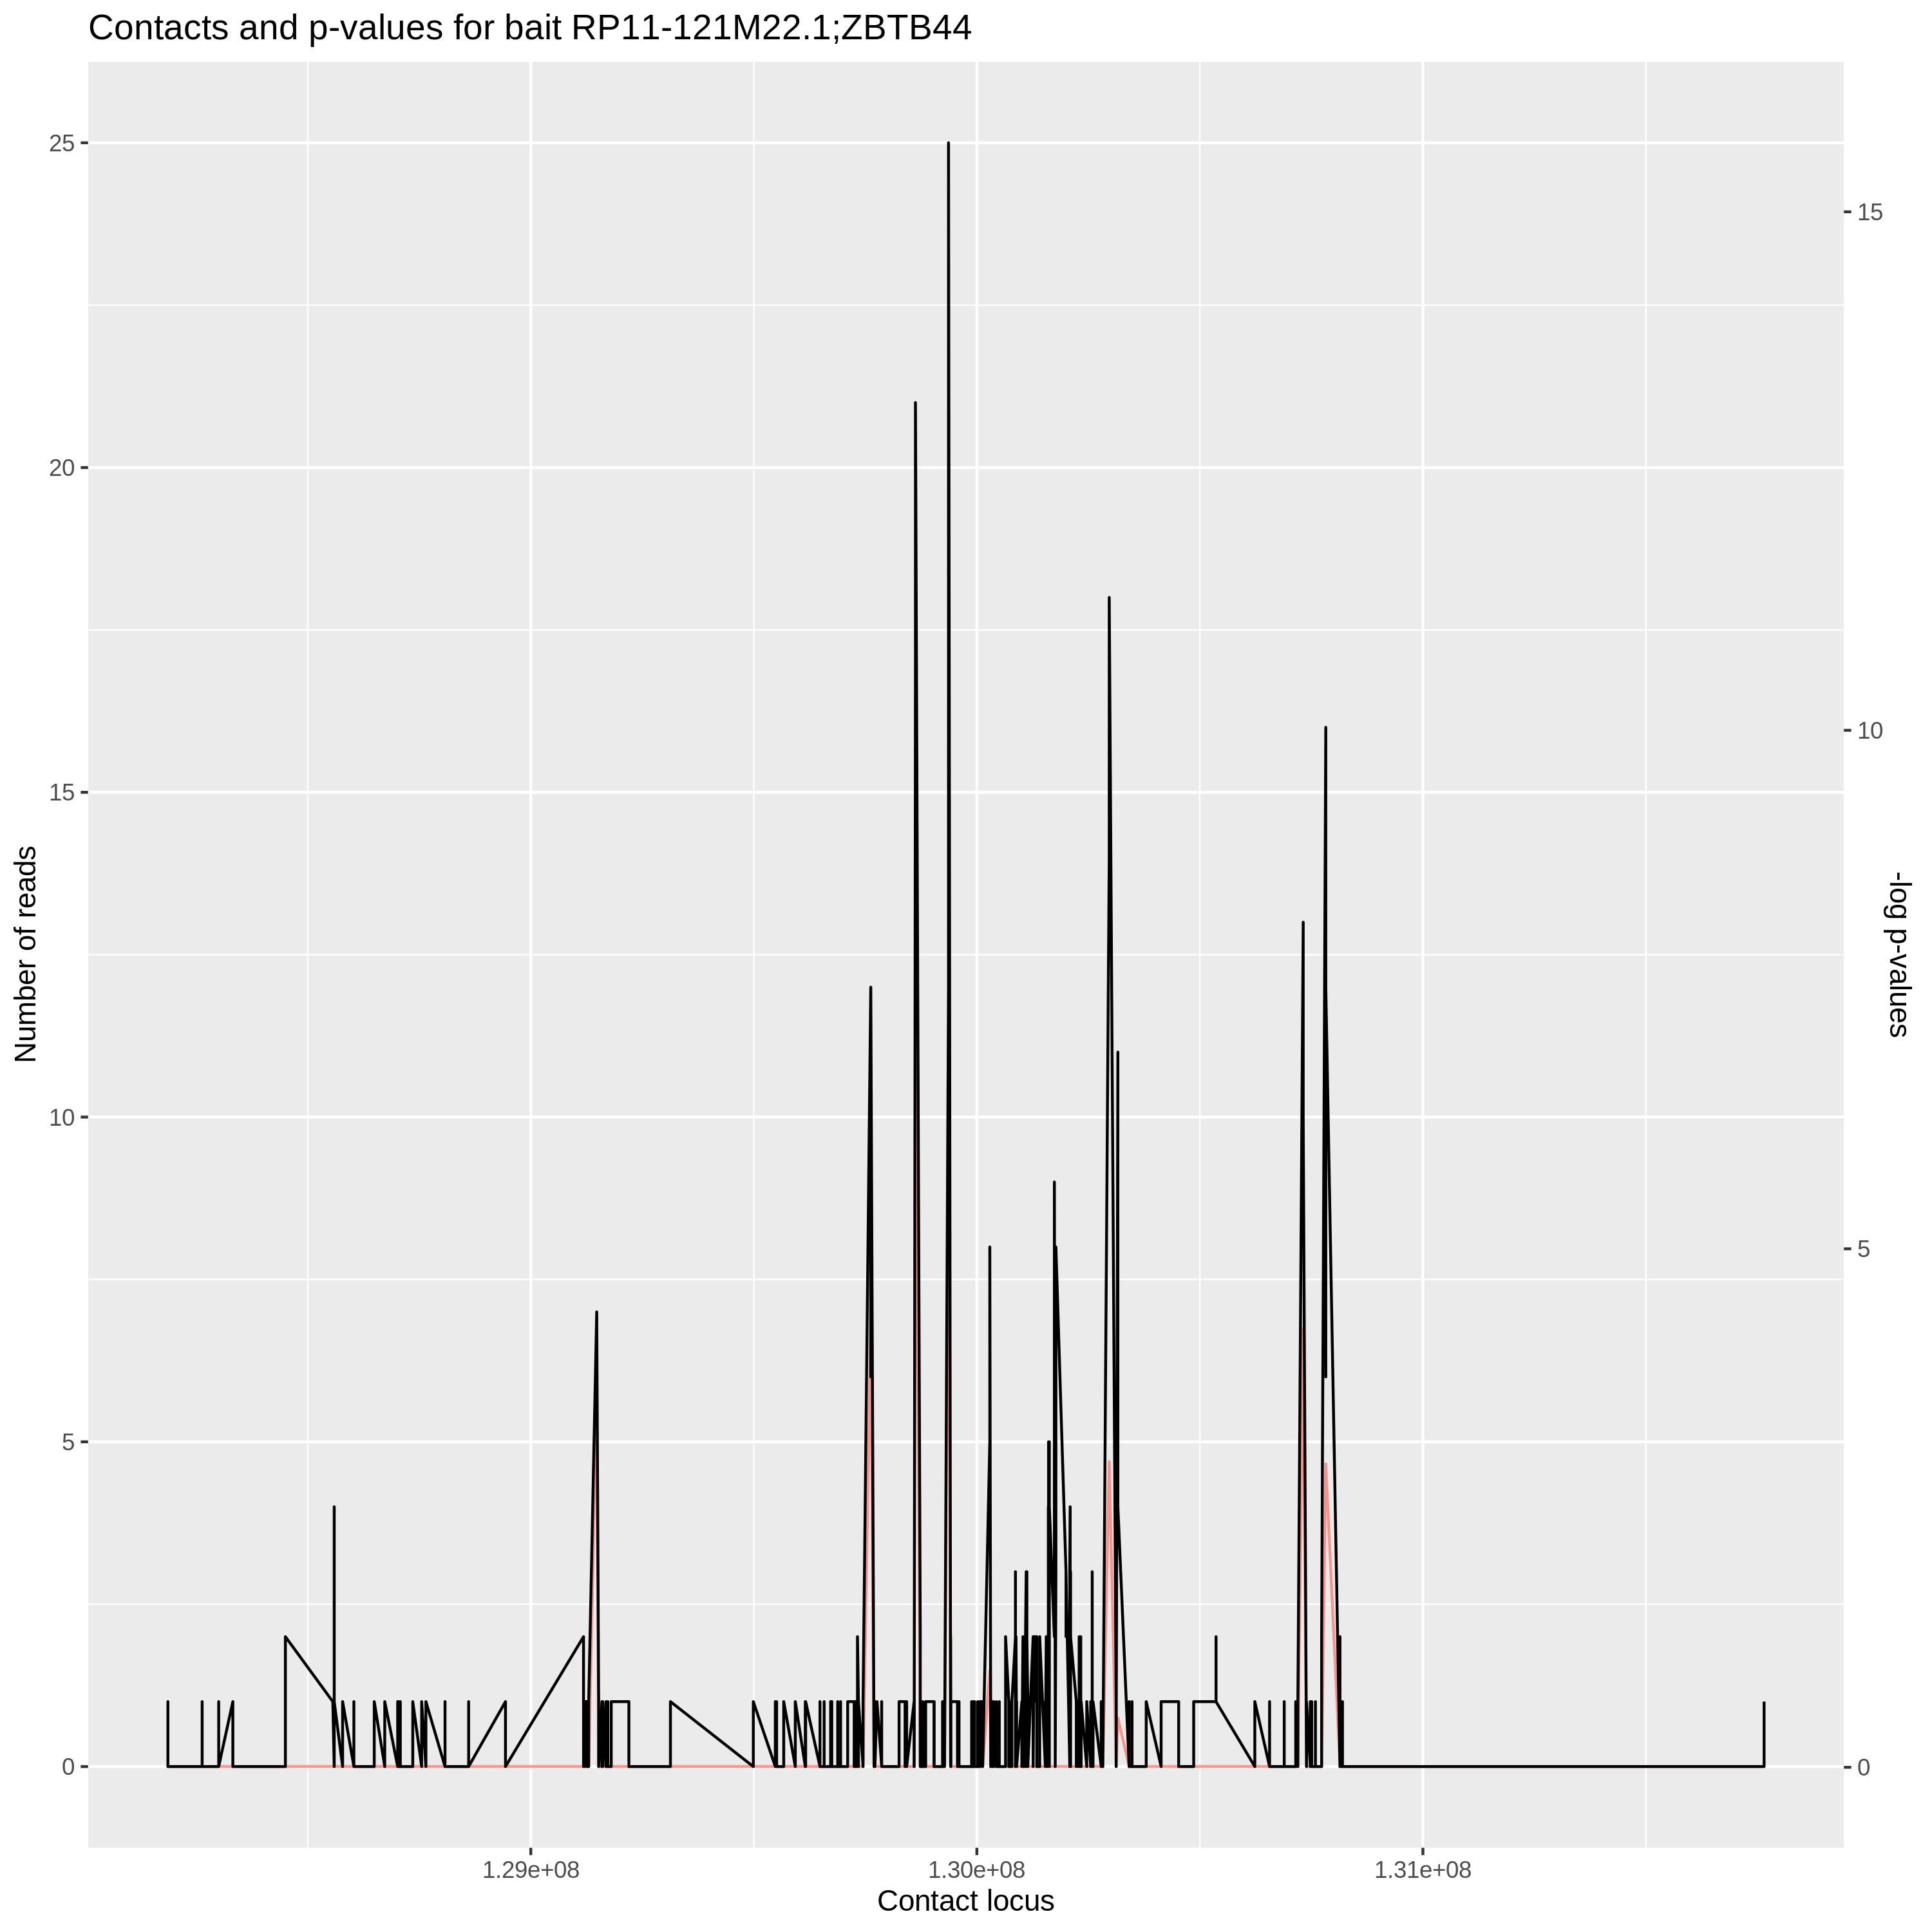 Contacts and p-values for bait RP11-121M22.1;ZBTB44
25
20
15
10
5
0
Number of reads
15
10
5
0
-log p-values
1.29e+08
1.30e+08
1.31e+08
Contact locus